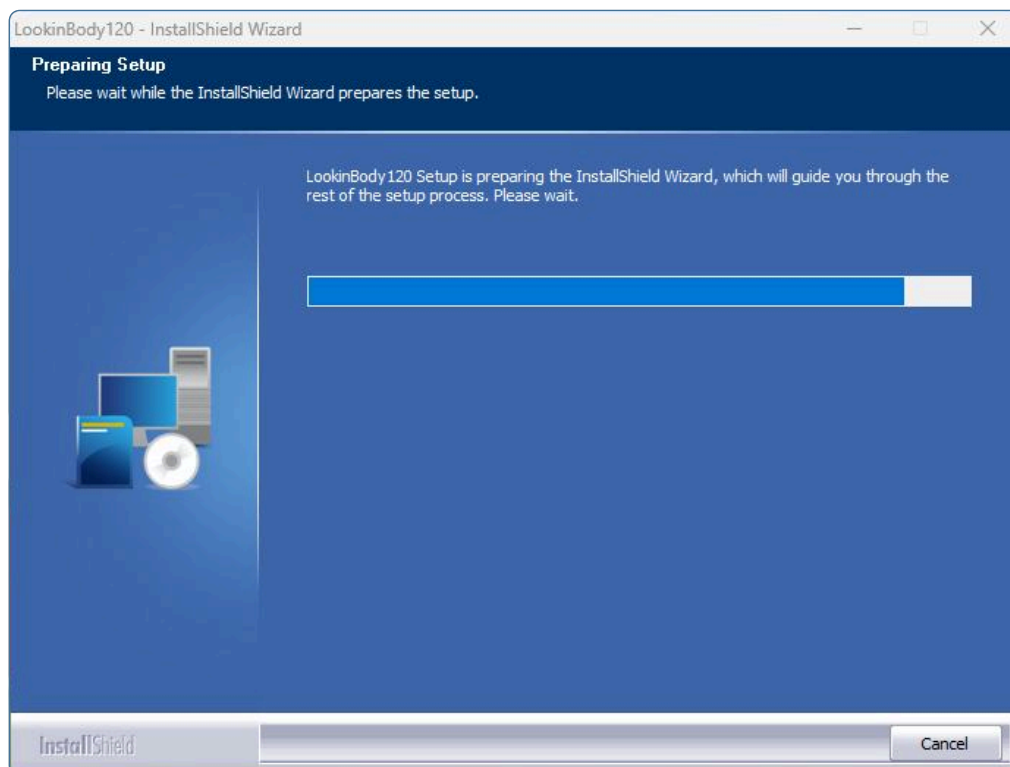 LookinBody120 - InstallShield Wizard
Preparing Setup
Please wait while the InstallShield Wizard prepares the setup.
LookinBody120 Setup is preparing the InstallShield Wizard, which will guide you through the
rest of the setup process. Please wait.
InstallShield
Cancel